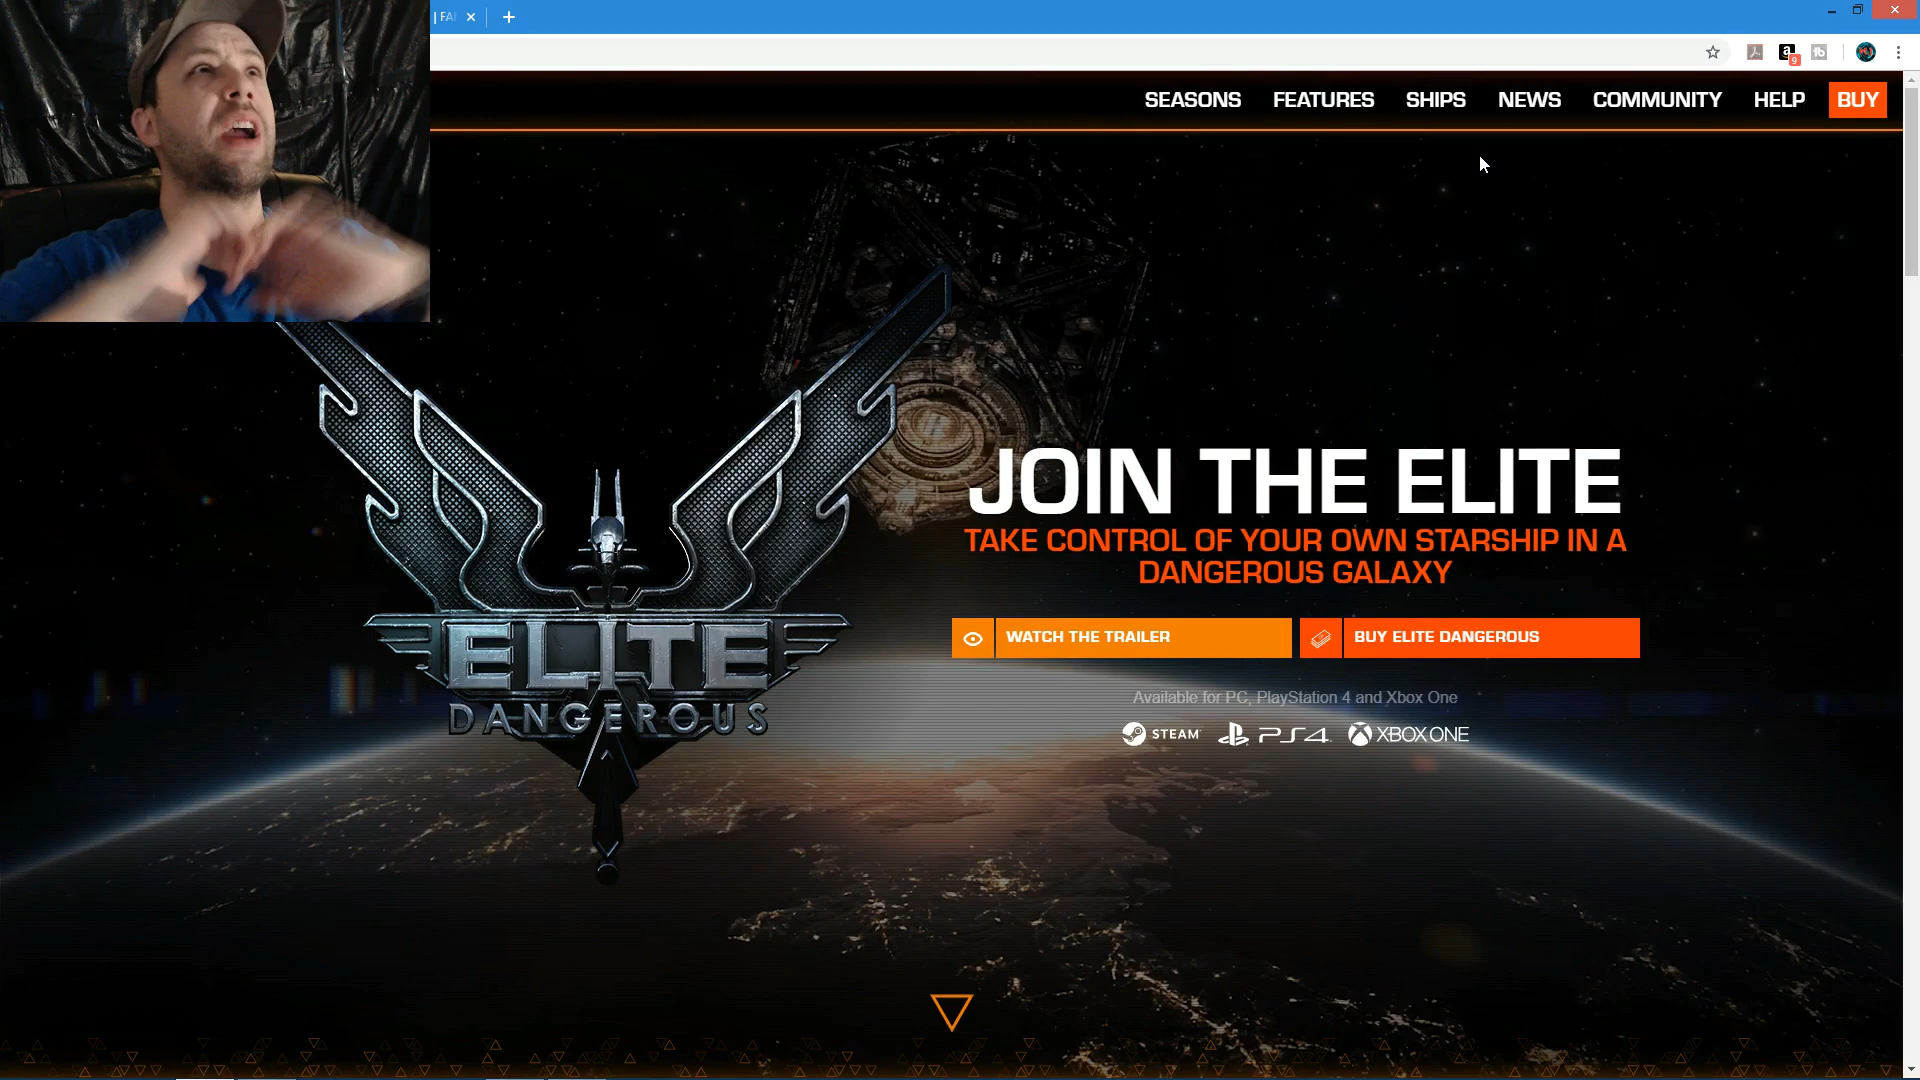 | FA
9
SEASONS FEATURES SHIPS NEWS COMMUNITY HELP BUY
JOIN THE ELITE
TAKE CONTROL OF YOUR OWN STARSHIP IN A
DANGEROUS GALAXY
WATCH THE TRAILER BUY ELITE DANGEROUS
ELITE
DANGEROUS
Available for PC, PlayStation 4 and Xbox One
STEAM PS4 XBOX ONE